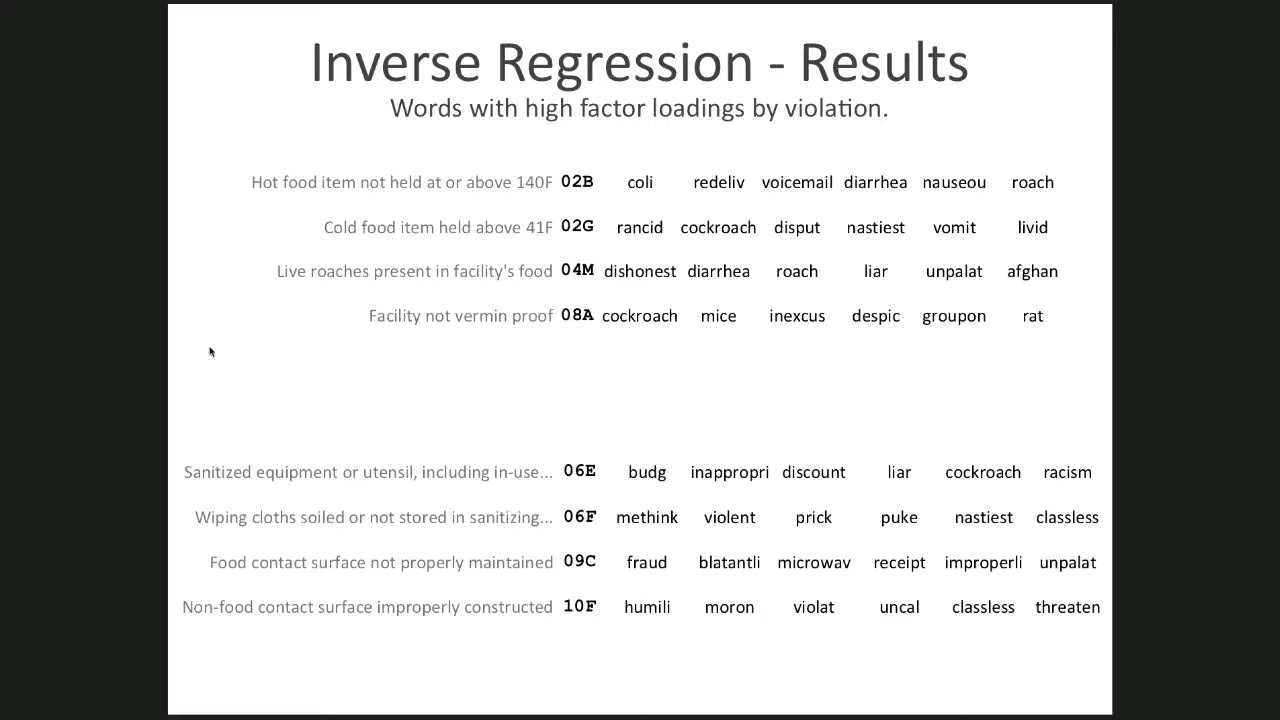 Inverse Regression - Results
Words with high factor loadings by violation.
Hot food item not held at or above 140F 02B coli redeliv voicemail diarrhea nauseou roach
Cold food item held above 41F 02G rancid cockroach disput nastiest vomit livid
Live roaches present in facility's food 04M dishonest diarrhea roach liar unpalat afghan
Facility not vermin proof 08A cockroach mice inexcus despic groupon rat
Sanitized equipment or utensil, including in-use... 06E budg inappropri discount liar cockroach racism
Wiping cloths soiled or not stored in sanitizing... 06F methink violent prick puke nastiest classless
Food contact surface not properly maintained 09C fraud blatantli microwav receipt improperli unpalat
Non-food contact surface improperly constructed 10F humili moron violat uncal classless threaten